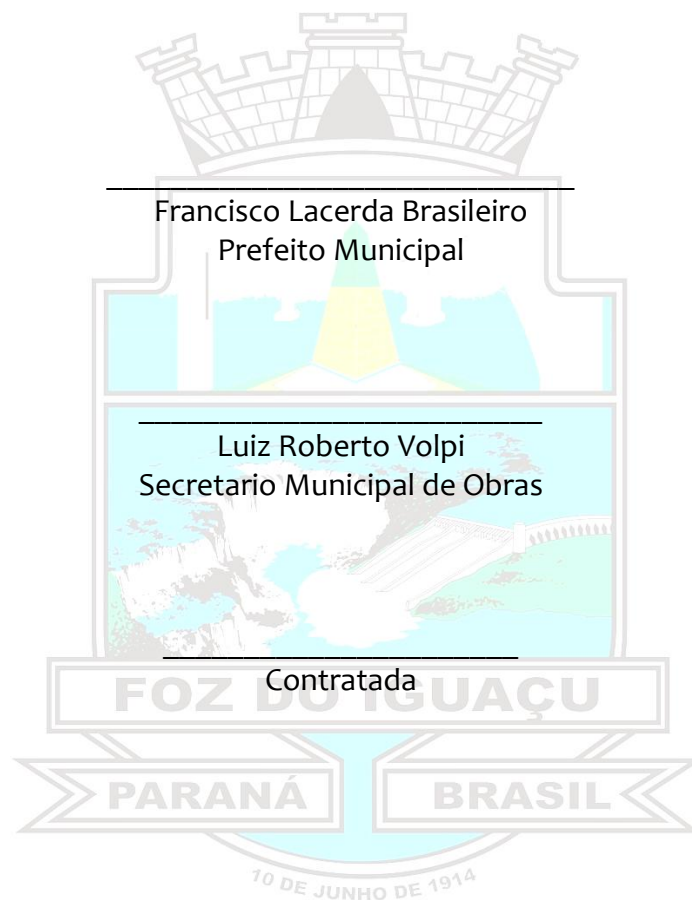 Francisco Lacerda Brasileiro
Prefeito Municipal
Luiz Roberto Volpi
Secretario Municipal de Obras
Contratada
FOZ DO IGUAÇU
PARANÁ BRASIL
10 DE JUNHO DE 1914